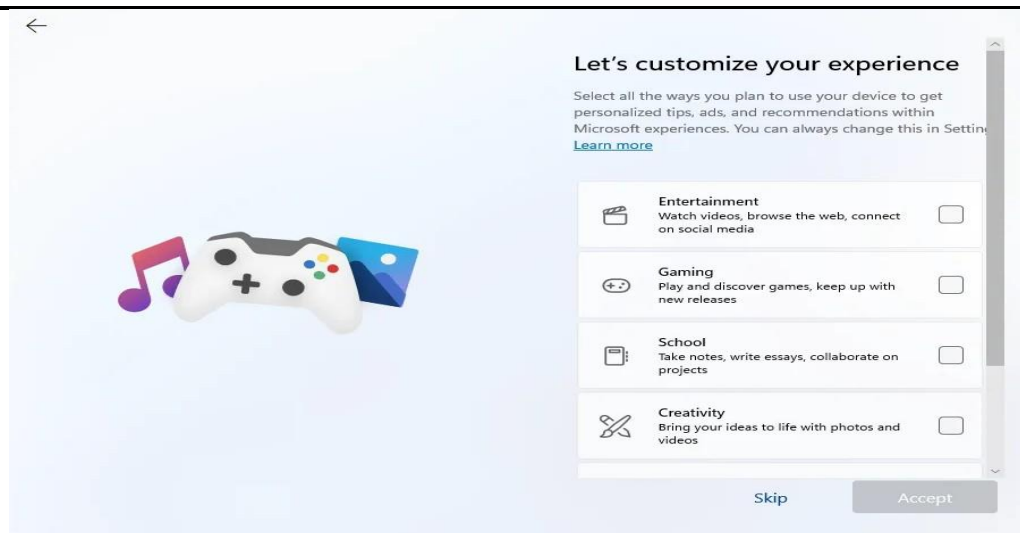 Let's customize your experience
Select all the ways you plan to use your device to get
personalized tips, ads, and recommendations within
Microsoft experiences. You can always change this in Settin
Learn more
Entertainment
Watch videos, browse the web, connect
on social media
Gaming
Play and discover games, keep up with
new releases
School
Take notes, write essays, collaborate on
projects
Creativity
Bring your ideas to life with photos and
videos
Skip
Accept